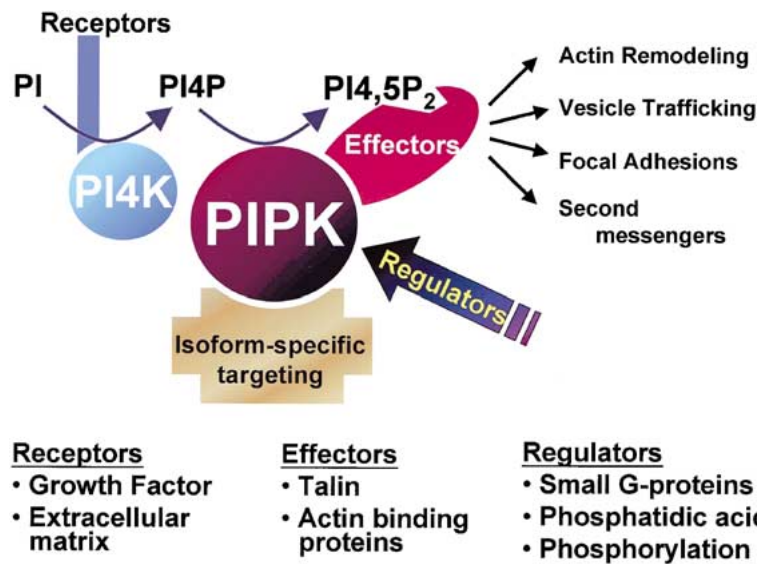 Receptors
PI
PI4P
PI4,5P₂
PI4K
PIPK
Effectors
Actin Remodeling
Vesicle Trafficking
Focal Adhesions
Second
messengers
Regulators
Isoform-specific
targeting
Receptors
• Growth Factor
• Extracellular
matrix
Effectors
• Talin
• Actin binding
proteins
Regulators
• Small G-proteins
• Phosphatidic acid
• Phosphorylation